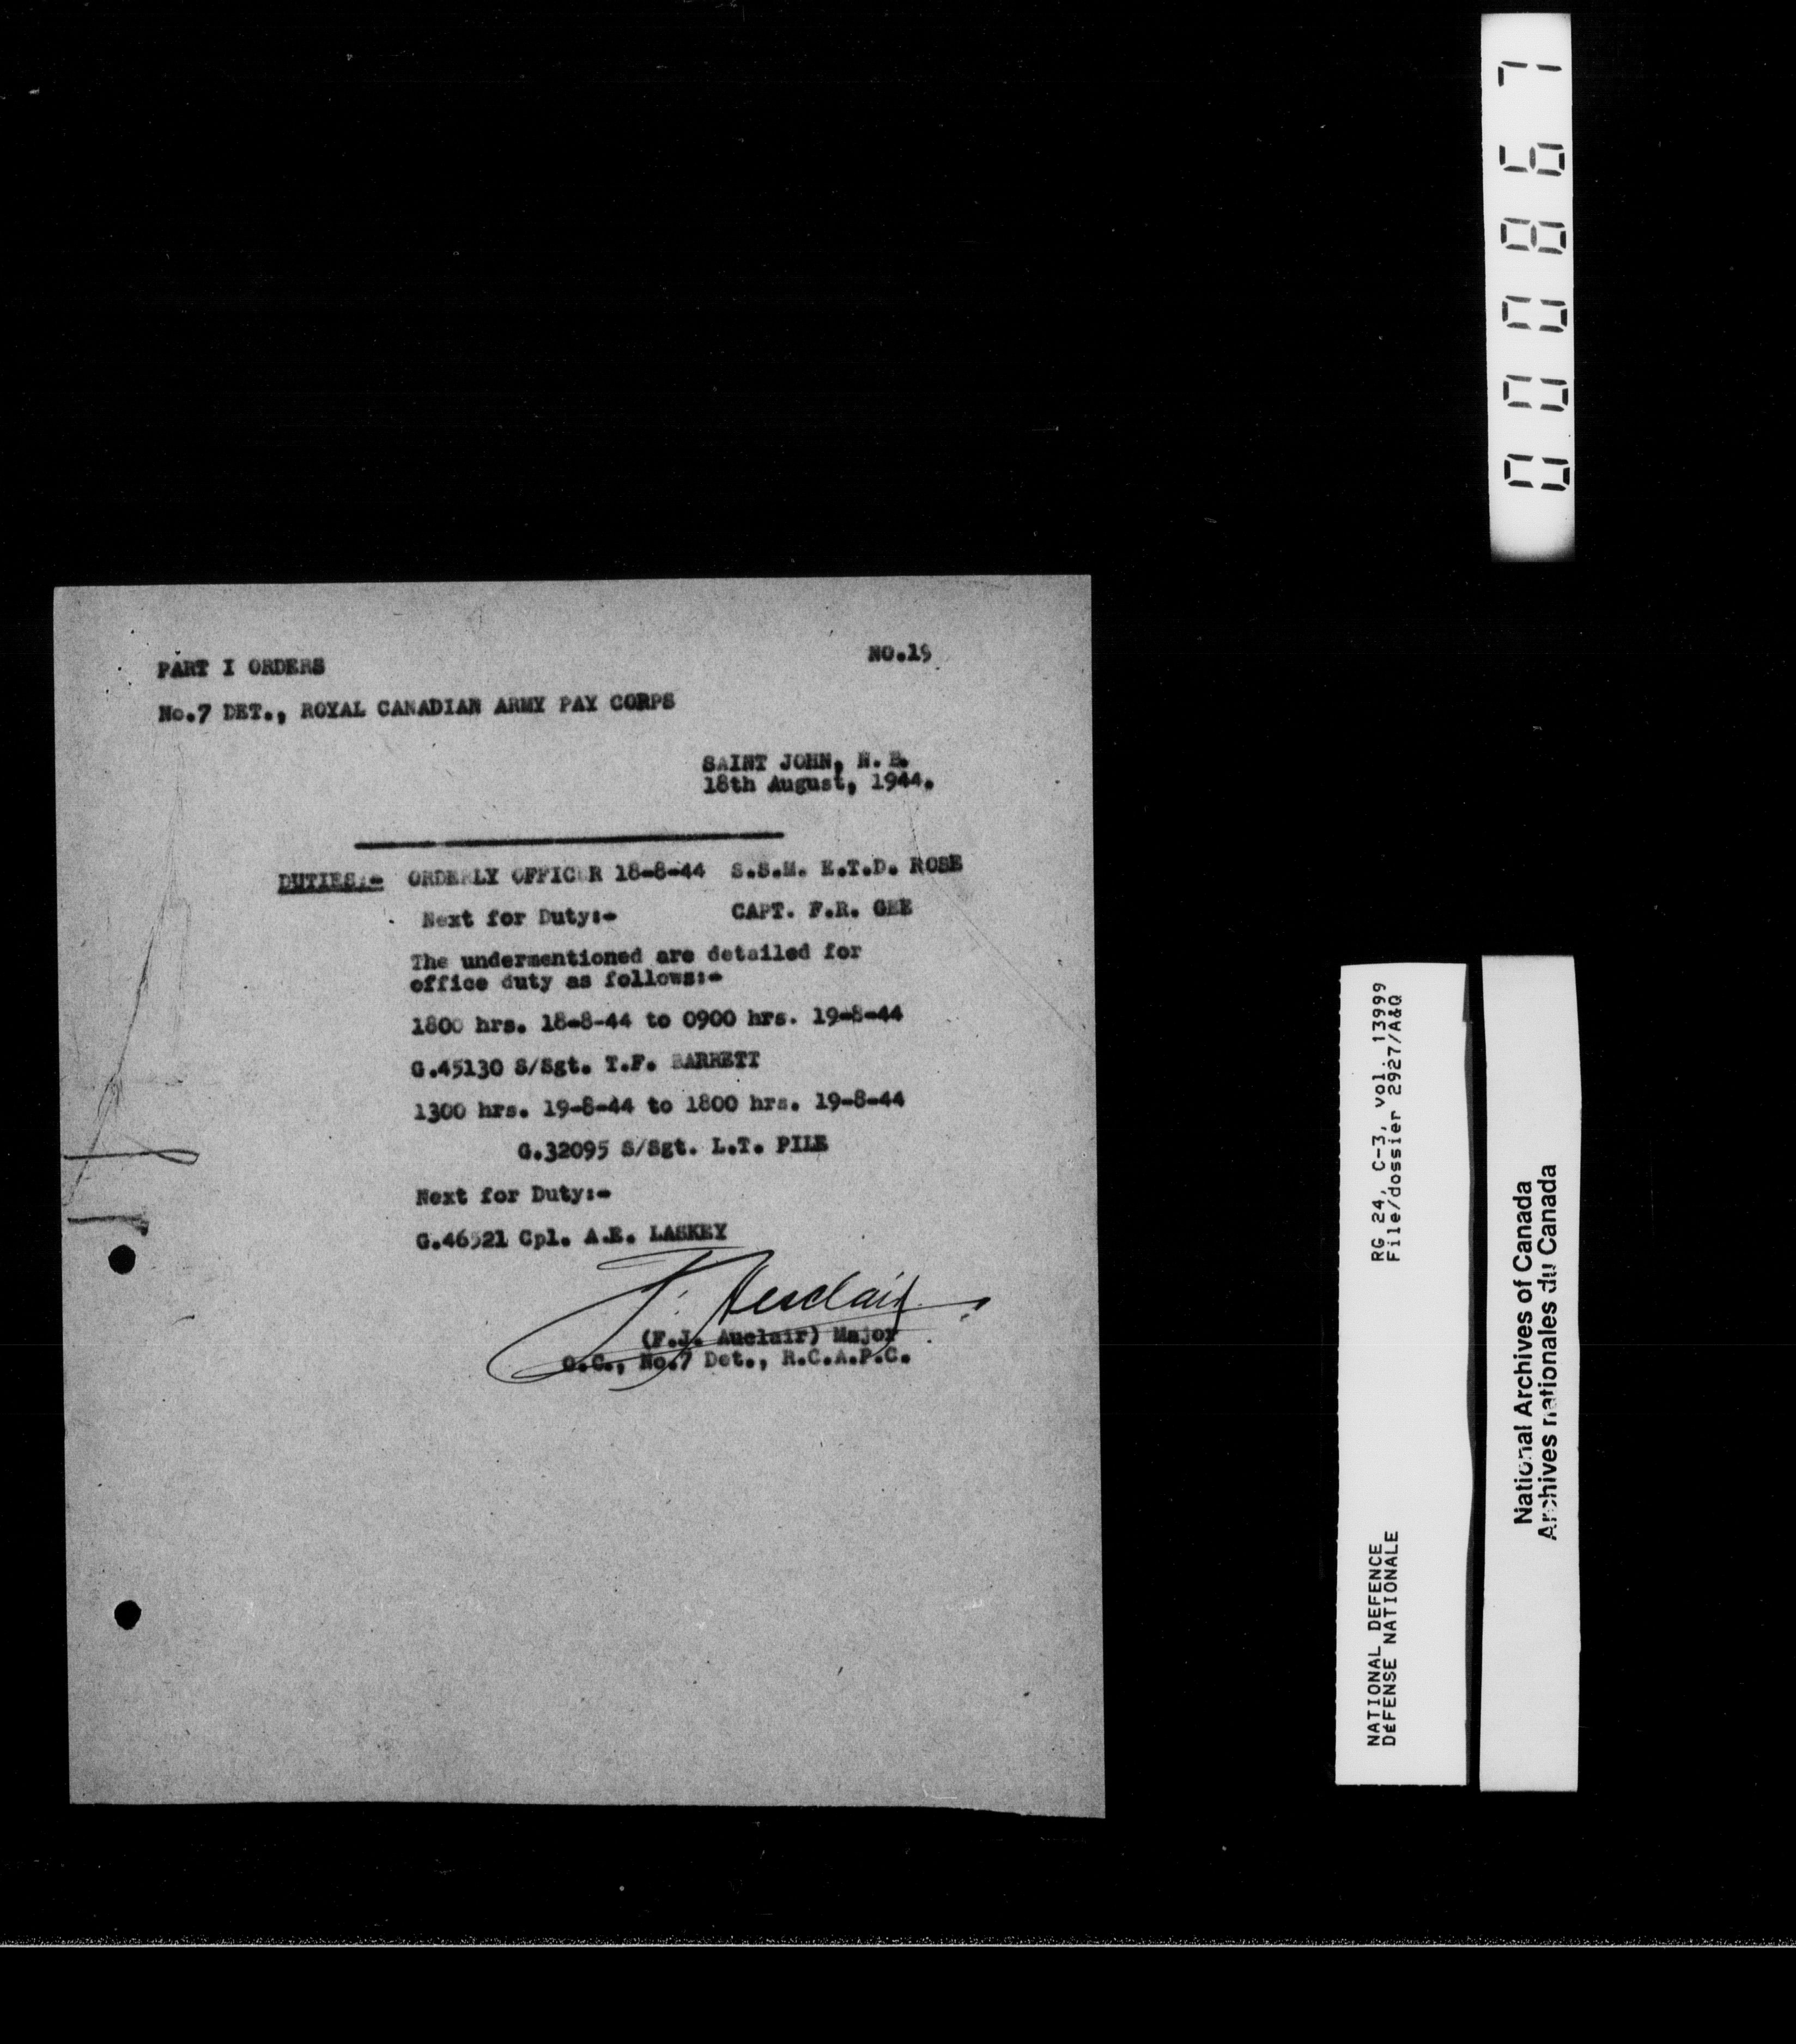 PART I ORDERS
NO.19
No.7 DET., ROYAL CANADIAN ARMY PAY CORPS
SAINT JOHN, N.B.
18th August, 1944.
DUTIES:- ORDERLY OFFICER 18-8-44 S.S.M. E.T.D. ROSE
Next for Duty:- CAPT. F.R. GEE
The undermentioned are detailed for
office duty as follows:-
1800 hrs. 18-8-44 to 0900 hrs. 19-8-44
G.45130 S/Sgt. T.F. BARRETT
1300 hrs. 19-8-44 to 1800 hrs. 19-8-44
G.32095 S/Sgt. L.T. PILE
Next for Duty:-
G.46521 Cpl. A.E. LASKEY
F. Auclair
(F.J. Auclair) Major
O.C., No.7 Det., R.C.A.P.C.
000867
RG 24, C-3, vol. 13999
File/dossier 2927/A&Q
NATIONAL DEFENCE
DéFENSE NATIONALE
National Archives of Canada
Archives nationales du Canada